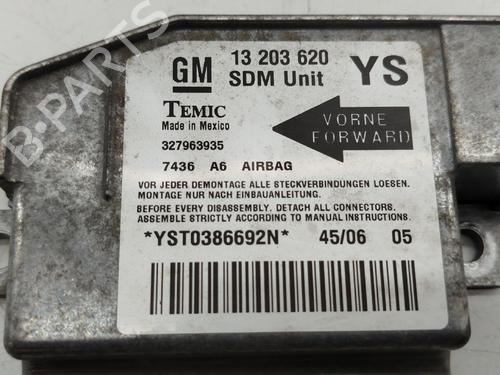 GM 13 203 620 YS
SDM Unit
TEMIC
Made in Mexico
VORNE
FORWARD
327963935
7436 A6 AIRBAG
VOR JEDER DEMONTAGE ALLE STECKVERBINDUNGEN LOESEN.
MONTAGE NUR NACH EINBAUANLEITUNG.
BEFORE EVERY DISASSEMBLY. DETACH ALL CONNECTORS.
ASSEMBLE STRICTLY ACCORDING TO MANUAL INSTRUCTIONS.
*YST0386692N* 45/06 05
B-PARTS